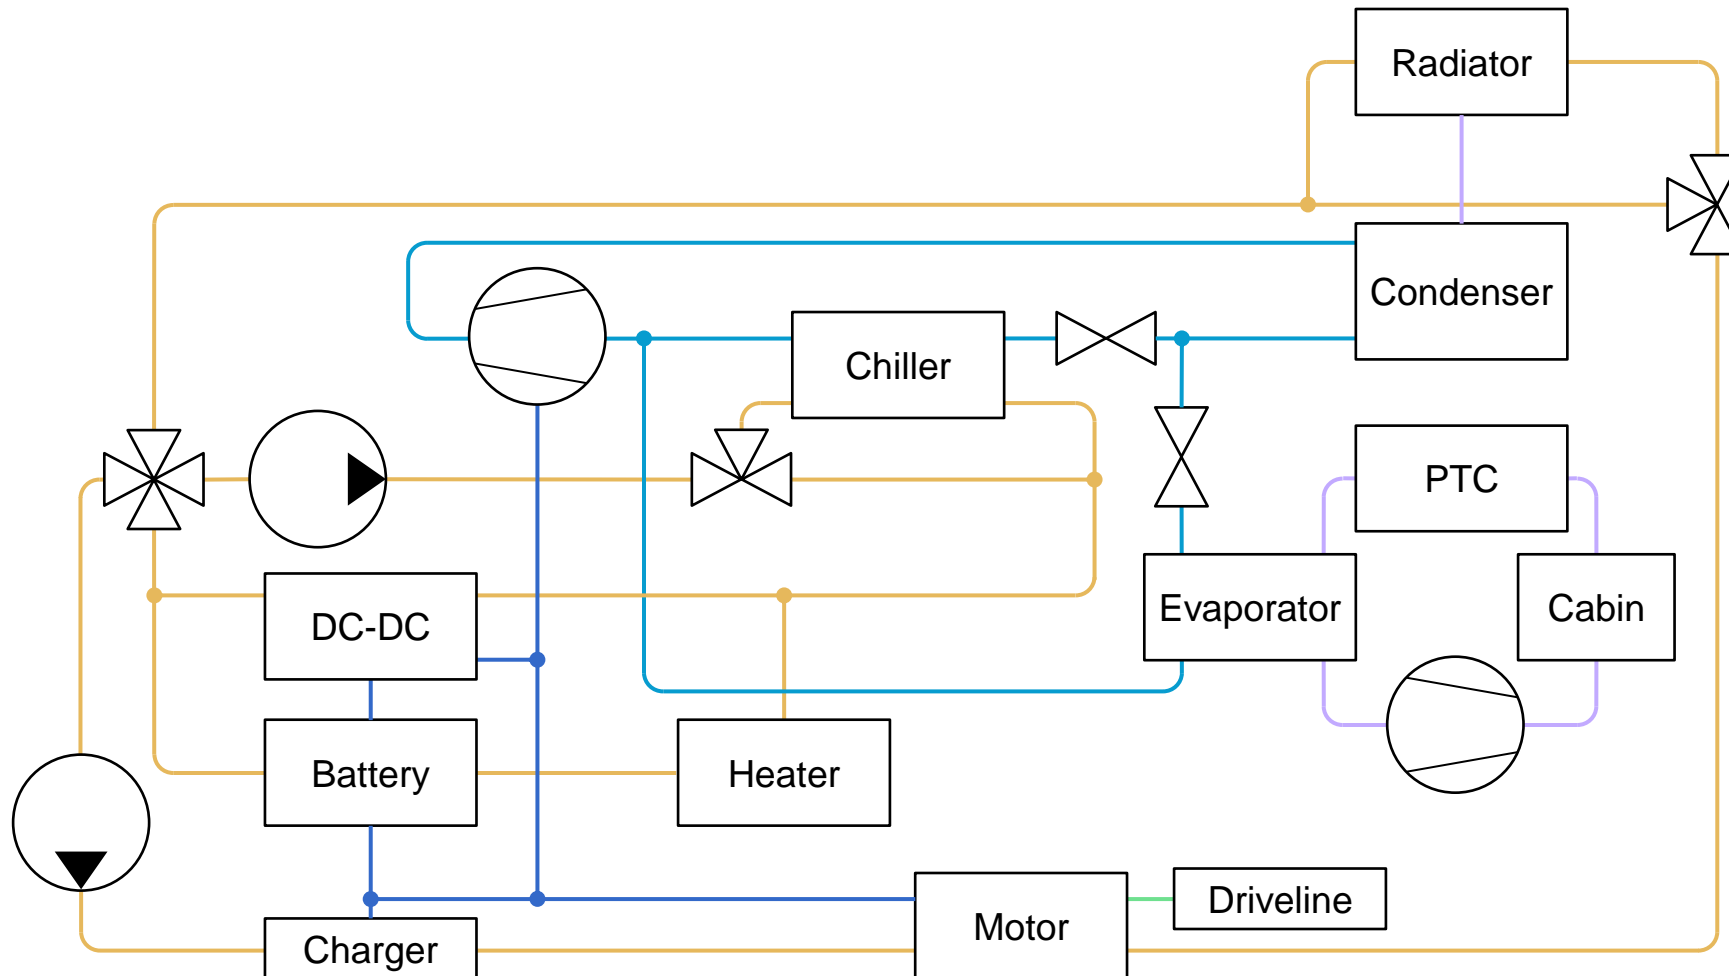 Radiator
Condenser
Chiller
PTC
DC-DC
Evaporator
Cabin
Battery
Heater
Driveline
Motor
Charger